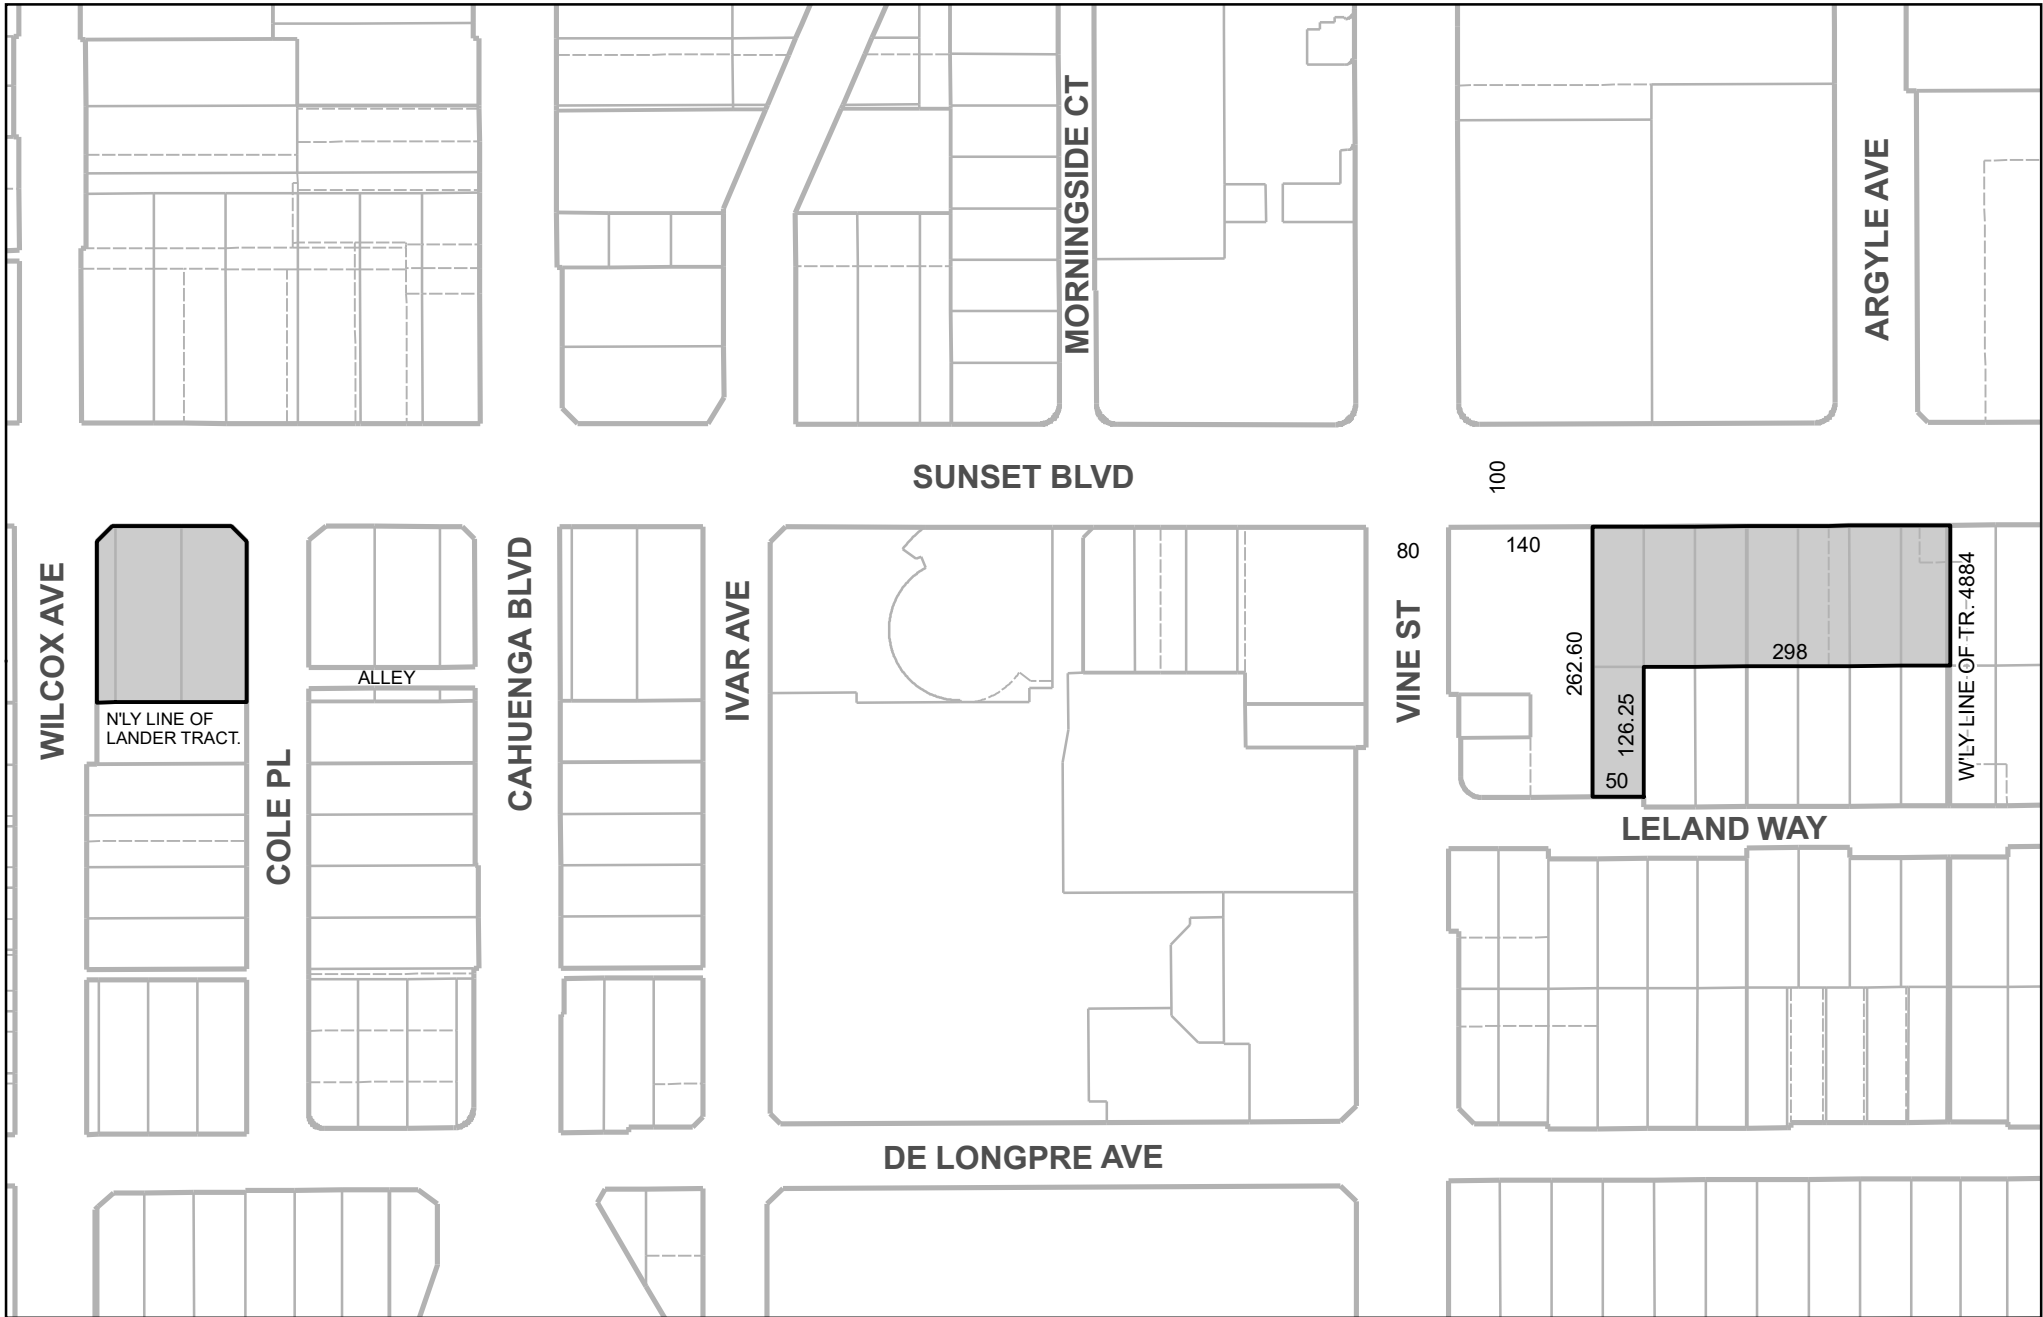 MORNINGSIDE CT
ARGYLE AVE
SUNSET BLVD
100
WILCOX AVE
N'LY LINE OF
LANDER TRACT.
COLE PL
ALLEY
CAHUENGA BLVD
IVAR AVE
VINE ST
80
140
262.60
298
126.25
50
W'LY LINE OF TR. 4884
LELAND WAY
DE LONGPRE AVE